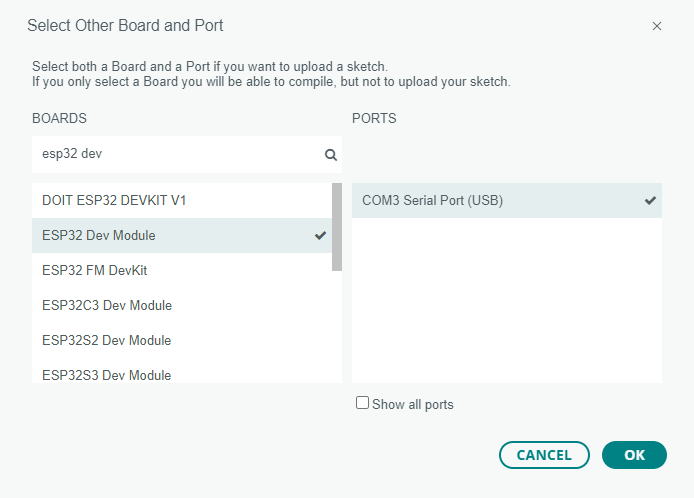 Select Other Board and Port
Select both a Board and a Port if you want to upload a sketch.
If you only select a Board you will be able to compile, but not to upload your sketch.
BOARDS
esp32 dev
DOIT ESP32 DEVKIT V1
ESP32 Dev Module
ESP32 FM DevKit
ESP32C3 Dev Module
ESP32S2 Dev Module
ESP32S3 Dev Module
PORTS
COM3 Serial Port (USB)
Show all ports
CANCEL
OK